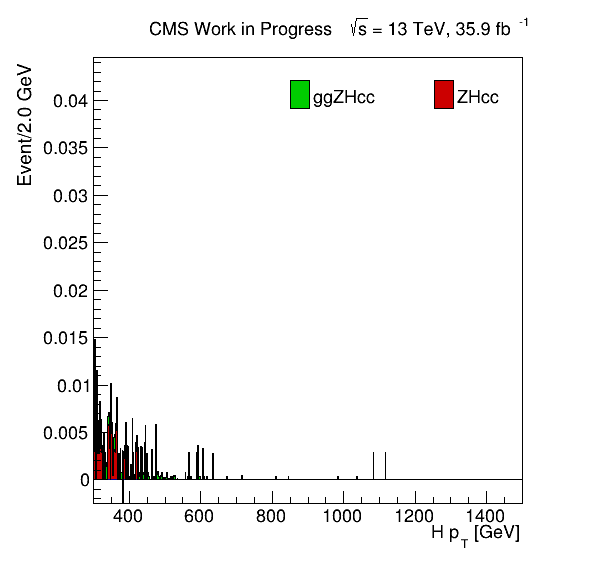 CMS Work in Progress √s = 13 TeV, 35.9 fb -1
Event/2.0 GeV
ggZHcc
ZHcc
0.04
0.035
0.03
0.025
0.02
0.015
0.01
0.005
0
400 600 800 1000 1200 1400
H pT [GeV]